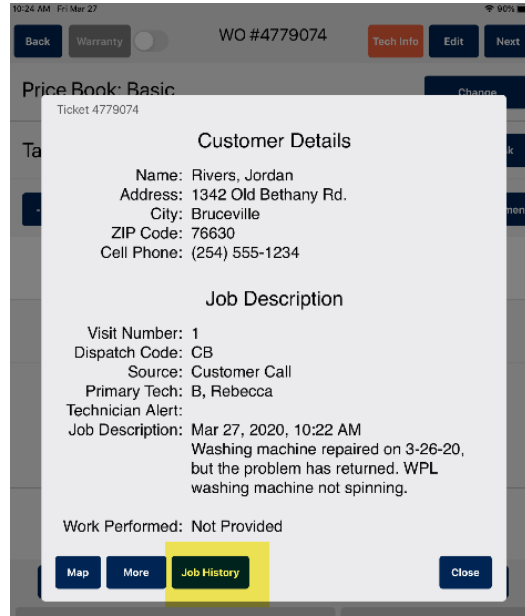 10:24 AM Fri Mar 27 90%
Back Warranty WO #4779074 Tech Info Edit Next
Price Book: Basic Change
Ticket 4779074
Customer Details
Name: Rivers, Jordan
Address: 1342 Old Bethany Rd.
City: Bruceville
ZIP Code: 76630
Cell Phone: (254) 555-1234
Job Description
Visit Number: 1
Dispatch Code: CB
Source: Customer Call
Primary Tech: B, Rebecca
Technician Alert:
Job Description: Mar 27, 2020, 10:22 AM
Washing machine repaired on 3-26-20,
but the problem has returned. WPL
washing machine not spinning.
Work Performed: Not Provided
Map More Job History Close